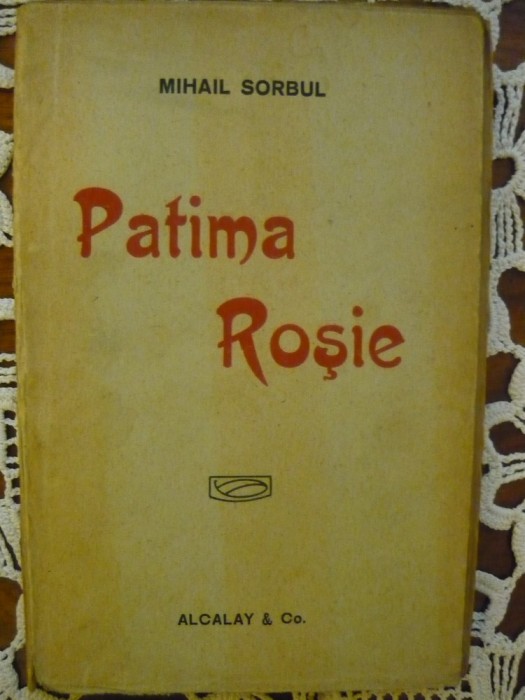 MIHAIL SORBUL
Patima
Roşie
ALCALAY & Co.